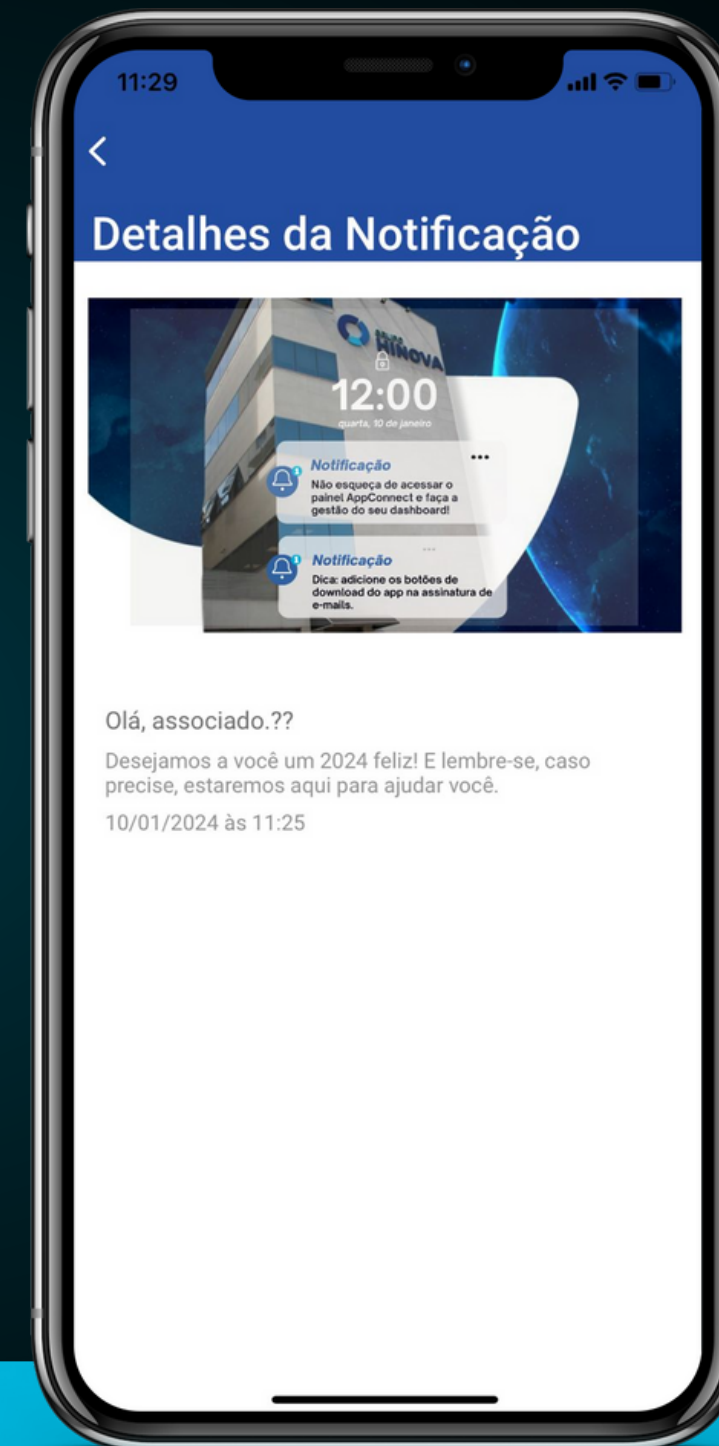 11:29
Detalhes da Notificação
GRUPO
HINOVA
12:00
quarta, 10 de janeiro
Notificação
Não esqueça de acessar o
painel AppConnect e faça a
gestão do seu dashboard!
Notificação
Dica: adicione os botões de
download do app na assinatura de
e-mails.
Olá, associado.??
Desejamos a você um 2024 feliz! E lembre-se, caso
precise, estaremos aqui para ajudar você.
10/01/2024 às 11:25